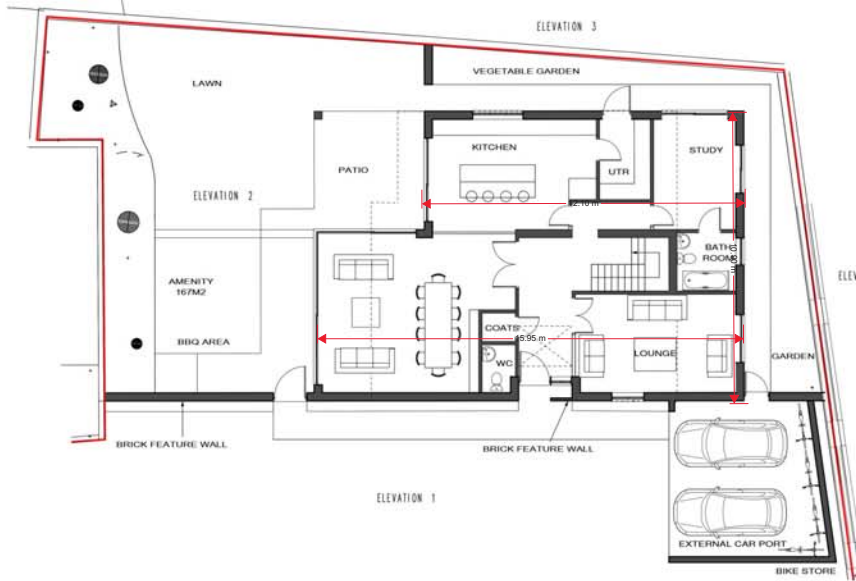 ELEVATION 3
VEGETABLE GARDEN
LAWN
KITCHEN
STUDY
PATIO
UTR
ELEVATION 2
BATH
ROOM
AMENITY
167M2
COATS
15.95 m
BBQ AREA
WC
LOUNGE
GARDEN
BRICK FEATURE WALL
BRICK FEATURE WALL
ELEVATION 1
EXTERNAL CAR PORT
BIKE STORE